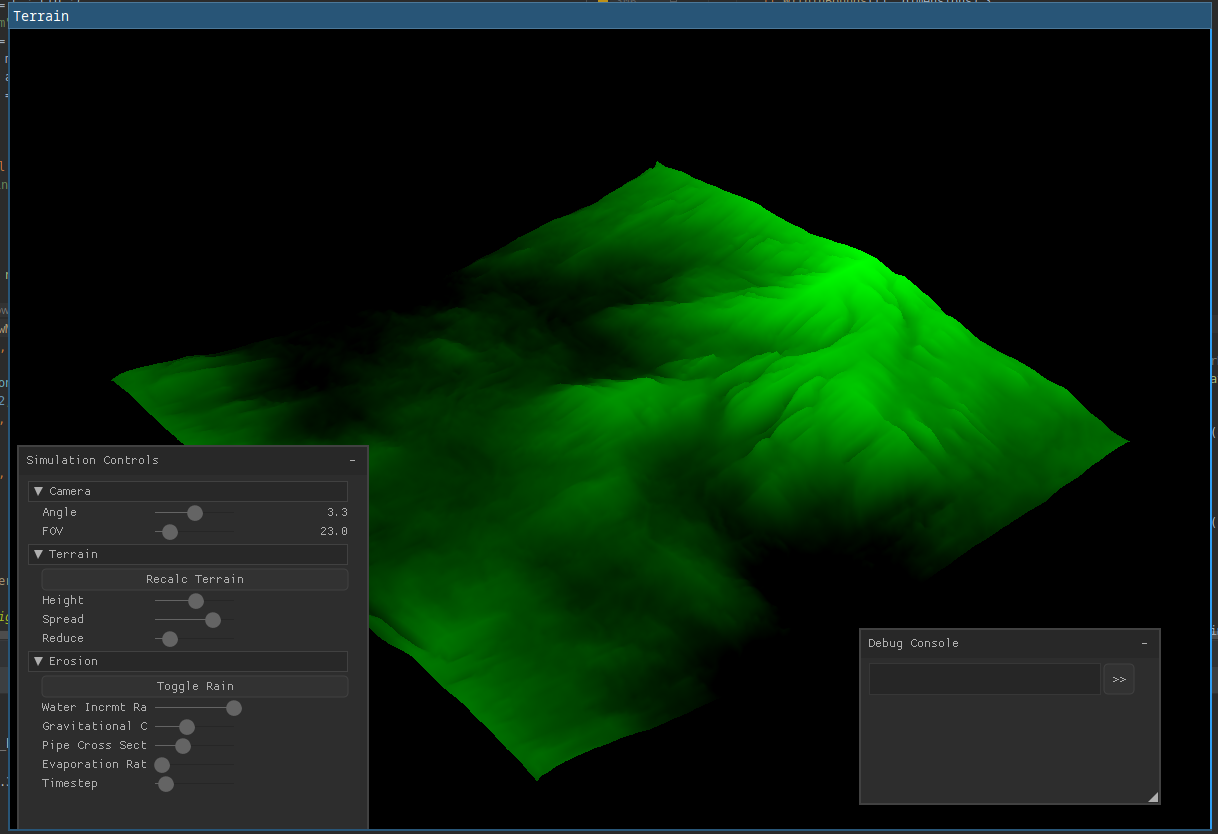 Terrain
Simulation Controls
Camera
Angle 3.3
FOV 23.0
Terrain
Recalc Terrain
Height
Spread
Reduce
Erosion
Toggle Rain
Water Incrmt Ra
Gravitational C
Pipe Cross Sect
Evaporation Rat
Timestep
Debug Console
>>